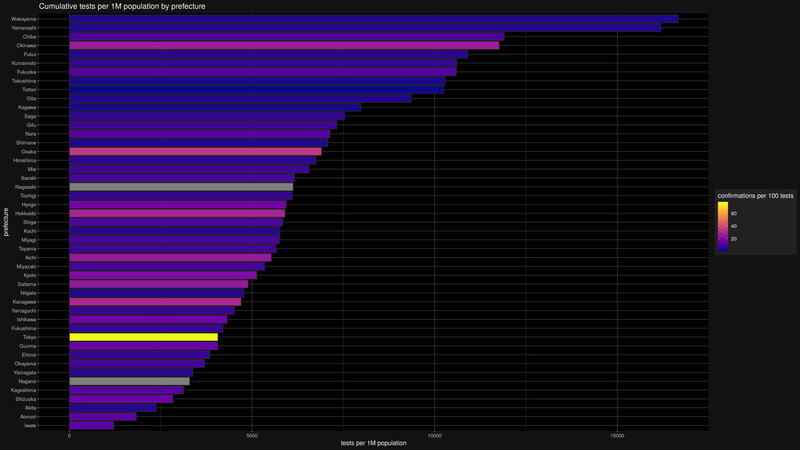 Cumulative tests per 1M population by prefecture
Wakayama
Yamanashi
Chiba
Okinawa
Fukui
Kumamoto
Fukuoka
Tokushima
Tottori
Oita
Kagawa
Saga
Gifu
Nara
Shimane
Osaka
Hiroshima
Mie
Ibaraki
Nagasaki
Tochigi
Hyogo
Hokkaido
Shiga
Kochi
Miyagi
Toyama
Aichi
Miyazaki
Kyoto
Saitama
Niigata
Kanagawa
Yamaguchi
Ishikawa
Fukushima
Tokyo
Gunma
Ehime
Okayama
Yamagata
Nagano
Kagoshima
Shizuoka
Akita
Aomori
Iwate
prefecture
0 5000 10000 15000
tests per 1M population
confirmations per 100 tests
60
40
20